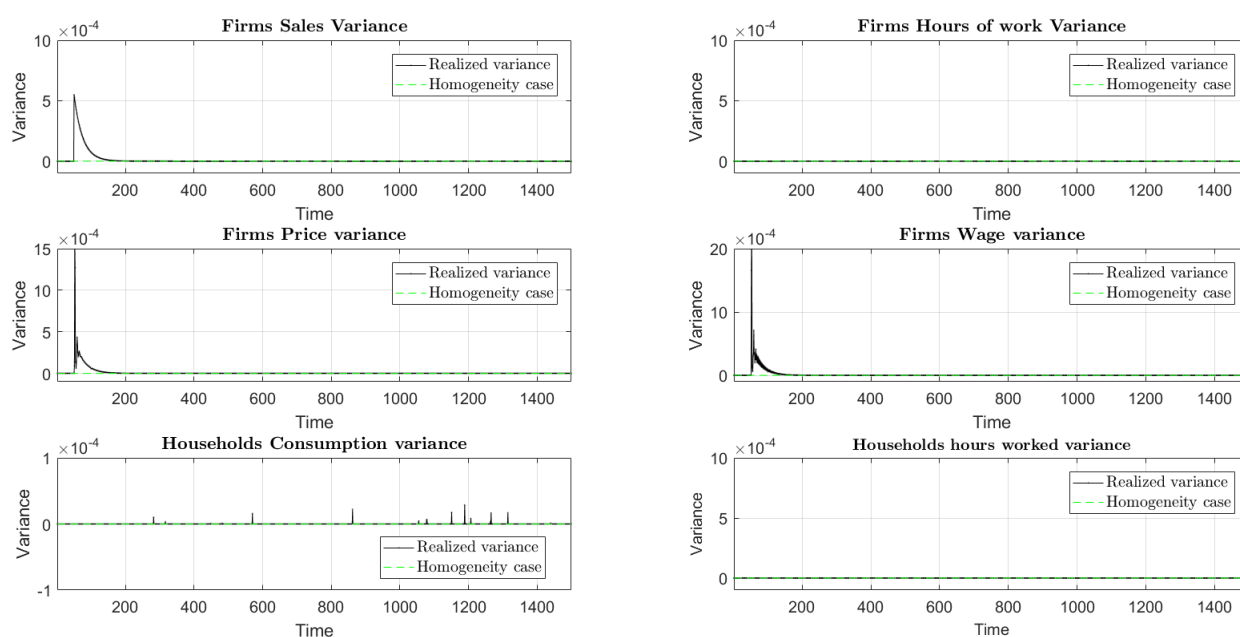 Firms Sales Variance
×10-4
10
5
0
Variance
200 400 600 800 1000 1200 1400
Time
Realized variance
Homogeneity case
Firms Hours of work Variance
×10-4
10
5
0
Variance
200 400 600 800 1000 1200 1400
Time
Realized variance
Homogeneity case
Firms Price variance
×10-4
15
10
5
0
Variance
200 400 600 800 1000 1200 1400
Time
Realized variance
Homogeneity case
Firms Wage variance
×10-4
20
10
0
Variance
200 400 600 800 1000 1200 1400
Time
Realized variance
Homogeneity case
Households Consumption variance
×10-4
1
0
-1
Variance
200 400 600 800 1000 1200 1400
Time
Realized variance
Homogeneity case
Households hours worked variance
×10-4
10
5
0
Variance
200 400 600 800 1000 1200 1400
Time
Realized variance
Homogeneity case